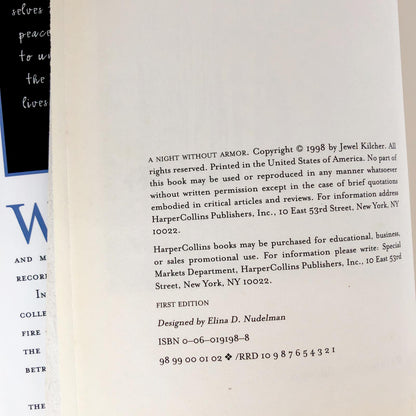 selves
peace
to
the
lives
W
AND M
RECOR
IN
COLLE
FIRE
THE
BETR
THE
A NIGHT WITHOUT ARMOR. Copyright © 1998 by Jewel Kilcher. All
rights reserved. Printed in the United States of America. No part of
this book may be used or reproduced in any manner whatsoever
without written permission except in the case of brief quotations
embodied in critical articles and reviews. For information address
HarperCollins Publishers, Inc., 10 East 53rd Street, New York, NY
10022.
HarperCollins books may be purchased for educational, business,
or sales promotional use. For information please write: Special
Markets Department, HarperCollins Publishers, Inc., 10 East 53rd
Street, New York, NY 10022.
FIRST EDITION
Designed by Elina D. Nudelman
ISBN 0-06-019198-8
98 99 00 01 02 ❖/RRD 10 9 8 7 6 5 4 3 2 1